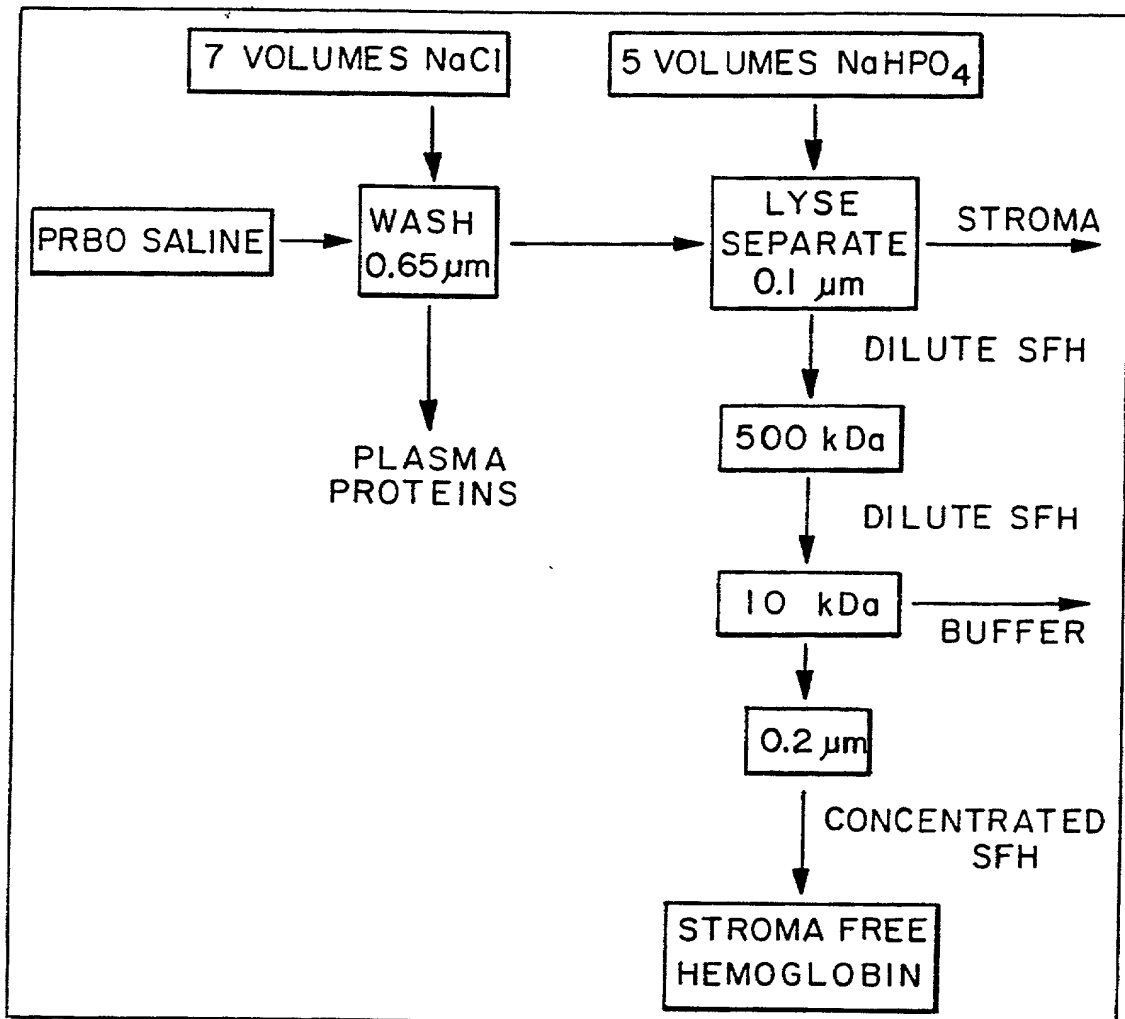 7 VOLUMES NaCl
5 VOLUMES NaHPO4
PRBO SALINE
WASH
0.65 µm
LYSE
SEPARATE
0.1 µm
STROMA
PLASMA
PROTEINS
DILUTE SFH
500 kDa
DILUTE SFH
10 kDa
BUFFER
0.2 µm
CONCENTRATED
SFH
STROMA FREE
HEMOGLOBIN